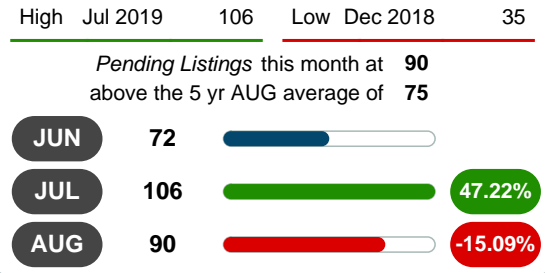 High Jul 2019 106 Low Dec 2018 35
Pending Listings this month at 90
above the 5 yr AUG average of 75
JUN 72
JUL 106 47.22%
AUG 90 -15.09%